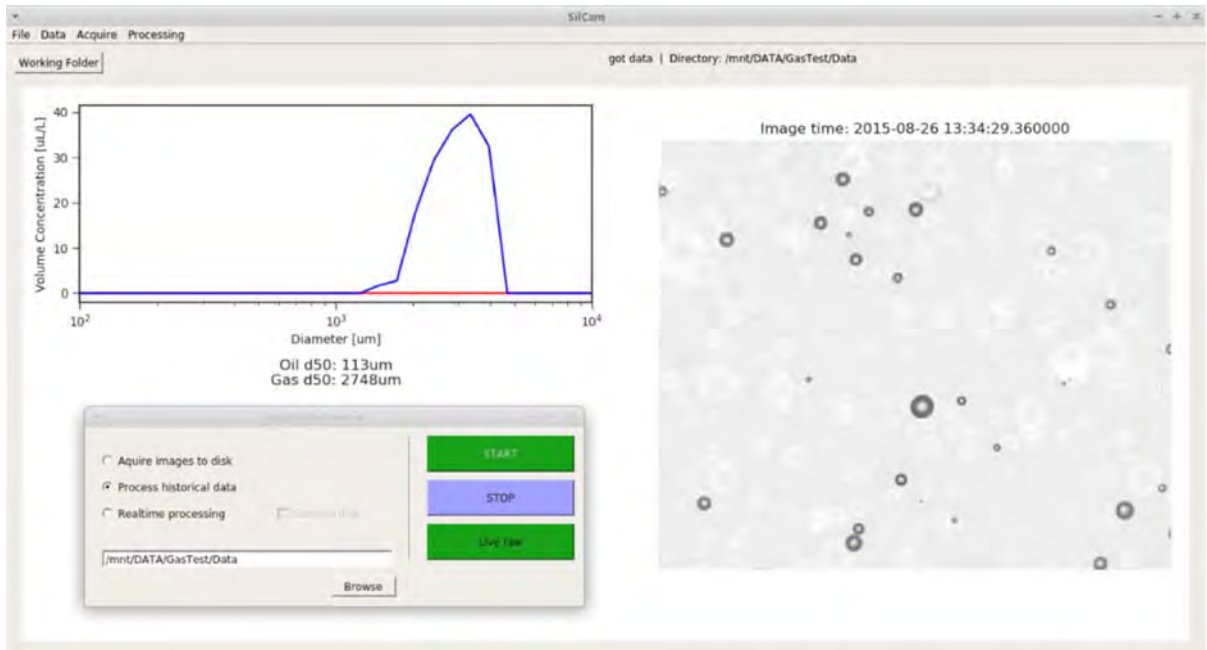 SilCam
File Data Acquire Processing
Working Folder
got data | Directory: /mnt/DATA/GasTest/Data
40
30
20
10
0
Volume Concentration [uL/L]
10²
10³
10⁴
Diameter [um]
Oil d50: 113um
Gas d50: 2748um
Image time: 2015-08-26 13:34:29.360000
Aquire images to disk
Process historical data
Realtime processing
/mnt/DATA/GasTest/Data
Browse
START
STOP
Live raw